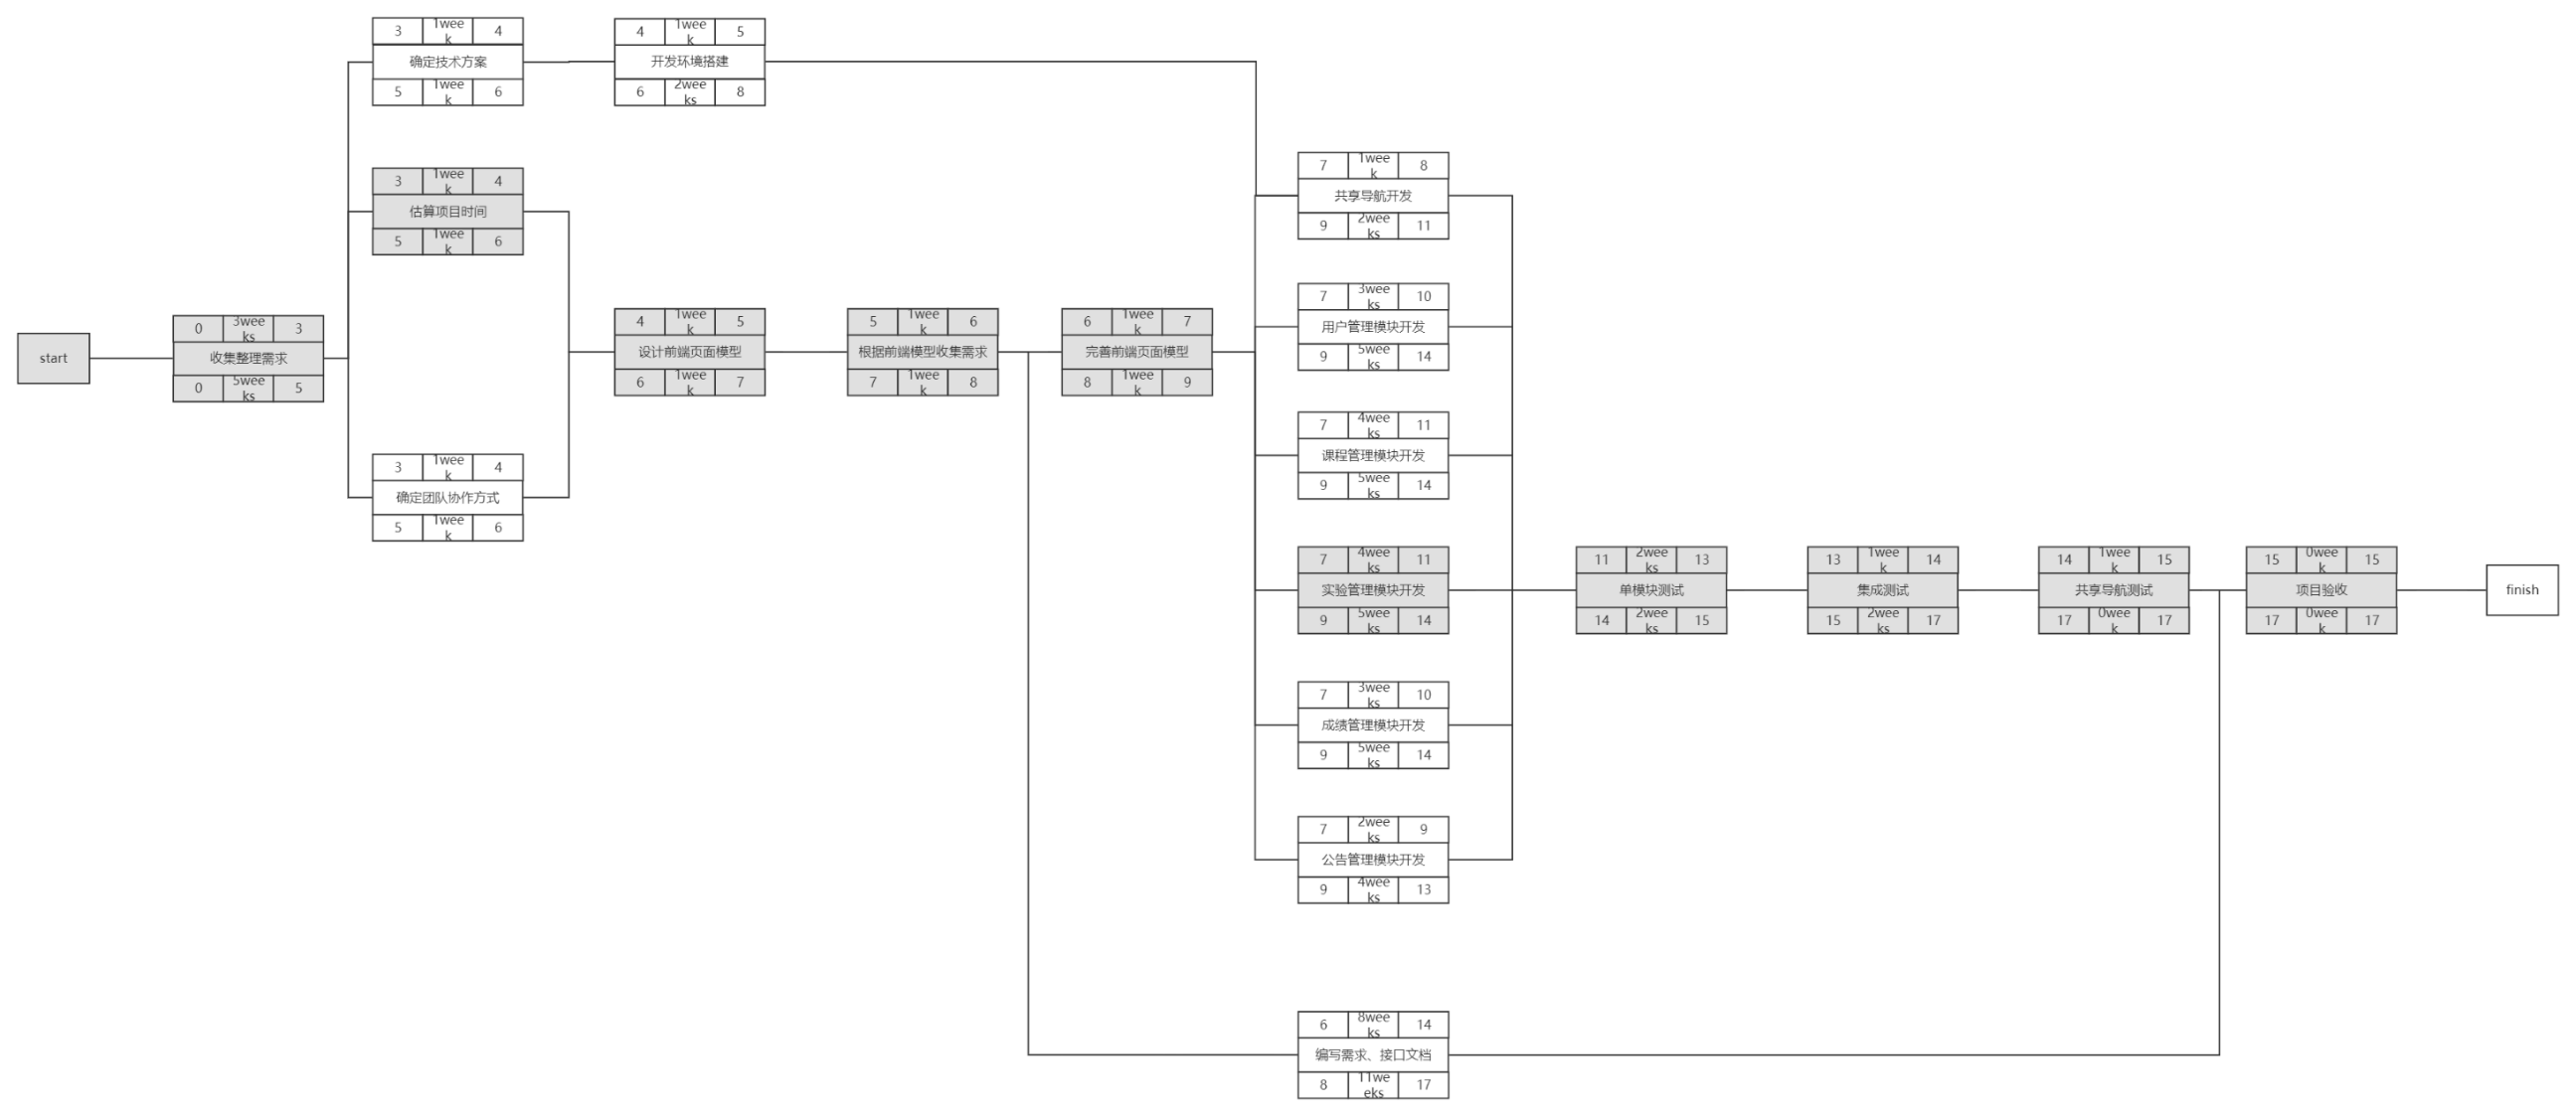 start
0 3weeks 3
收集整理需求
0 5weeks 5
3 1week 4
确定技术方案
5 1week 6
4 1week 5
开发环境搭建
6 2weeks 8
3 1week 4
估算项目时间
5 1week 6
3 1week 4
确定团队协作方式
5 1week 6
4 1week 5
设计前端页面模型
6 1week 7
5 1week 6
根据前端模型收集需求
7 1week 8
6 1week 7
完善前端页面模型
8 1week 9
7 1week 8
共享导航开发
9 2weeks 11
7 3weeks 10
用户管理模块开发
9 5weeks 14
7 4weeks 11
课程管理模块开发
9 5weeks 14
7 4weeks 11
实验管理模块开发
9 5weeks 14
7 3weeks 10
成绩管理模块开发
9 5weeks 14
7 2weeks 9
公告管理模块开发
9 4weeks 13
6 8weeks 14
编写需求、接口文档
8 11weeks 17
11 2weeks 13
单模块测试
14 2weeks 15
13 1week 14
集成测试
15 2weeks 17
14 1week 15
共享导航测试
17 0week 17
15 0week 15
项目验收
17 0week 17
finish